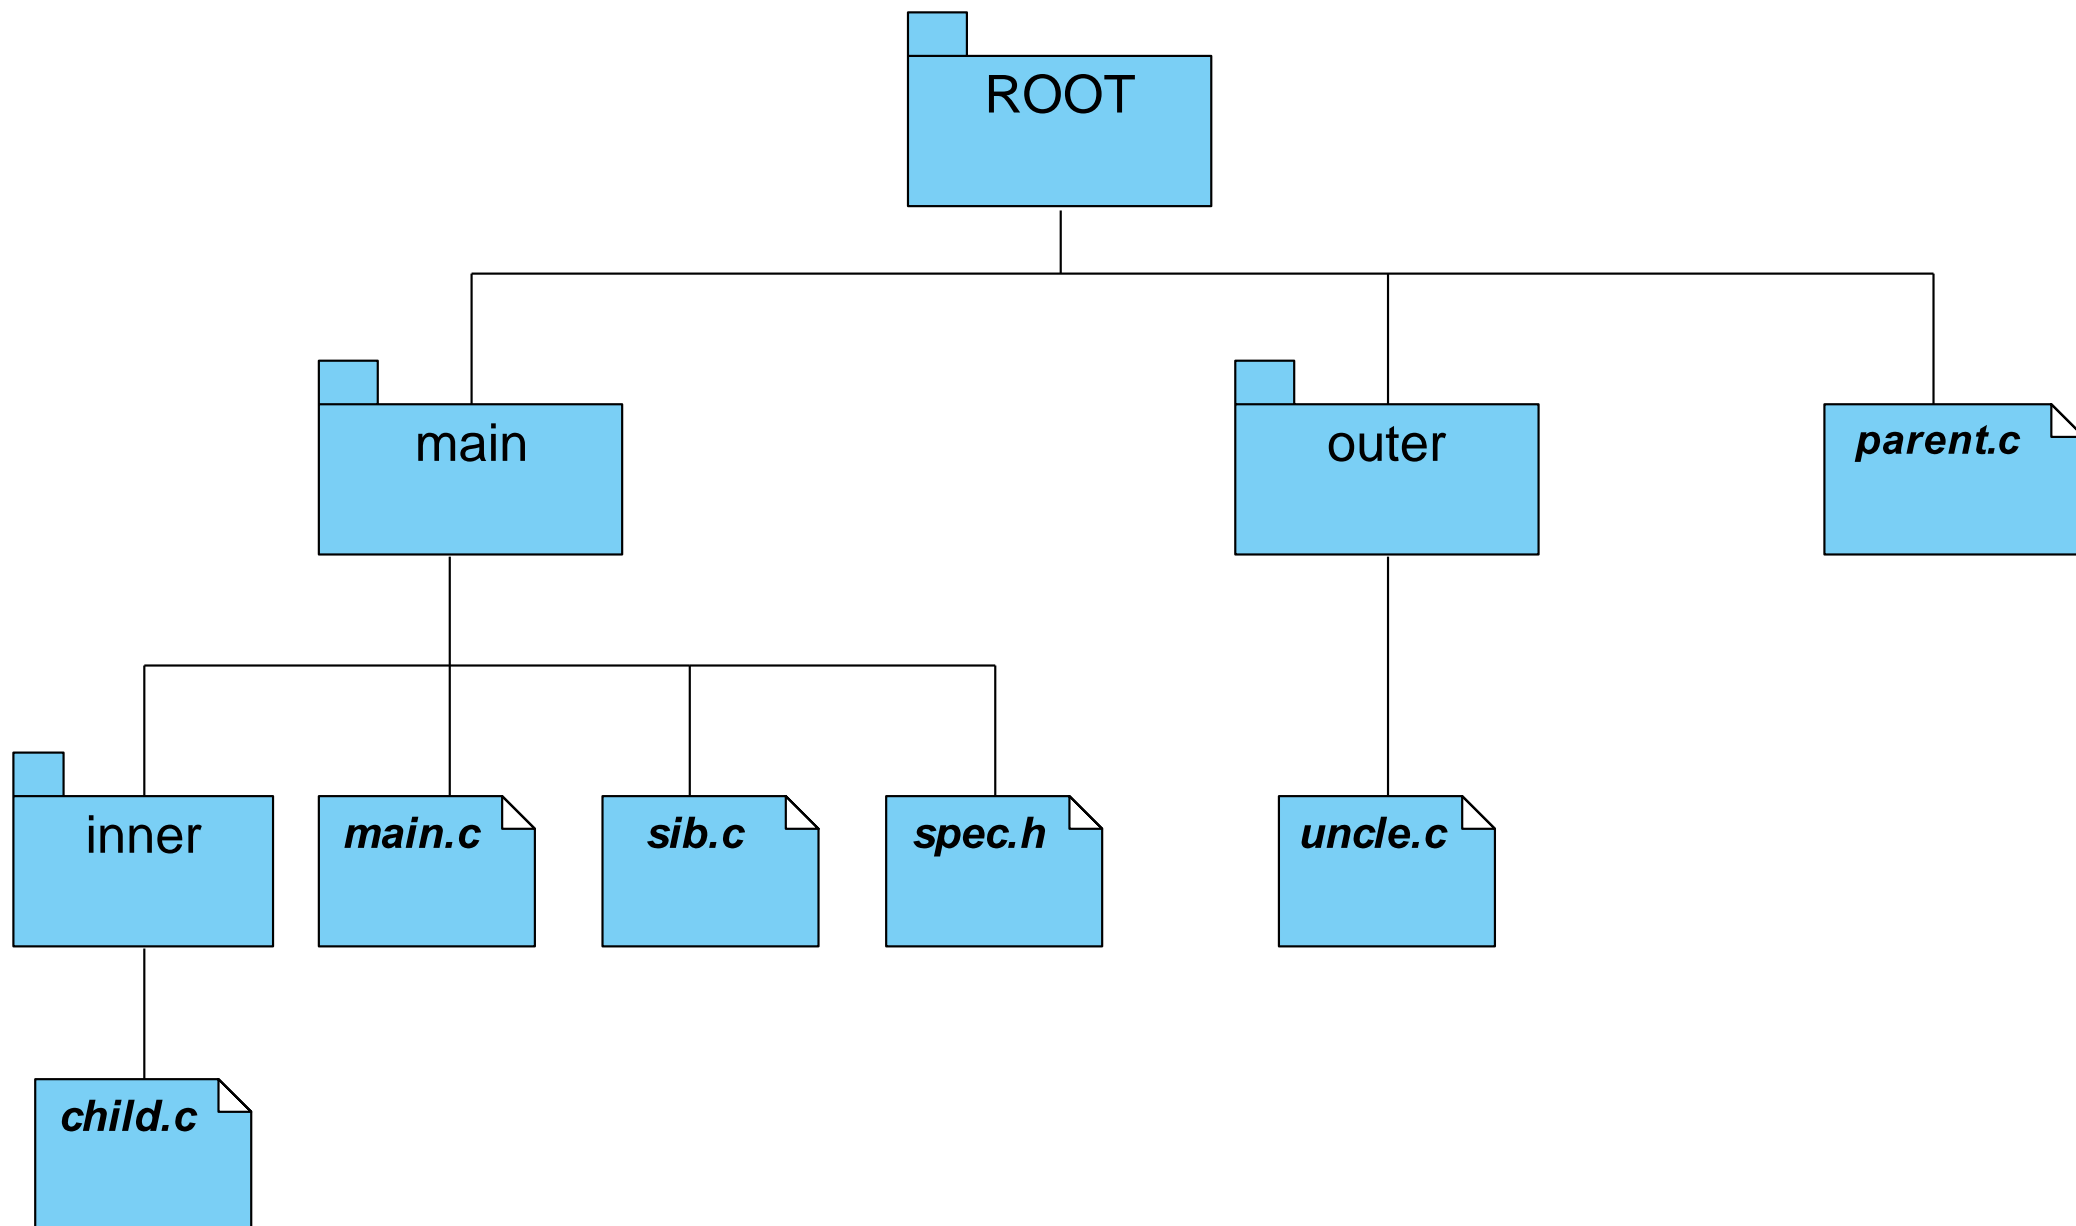 ROOT
main
outer
parent.c
inner
main.c
sib.c
spec.h
uncle.c
child.c